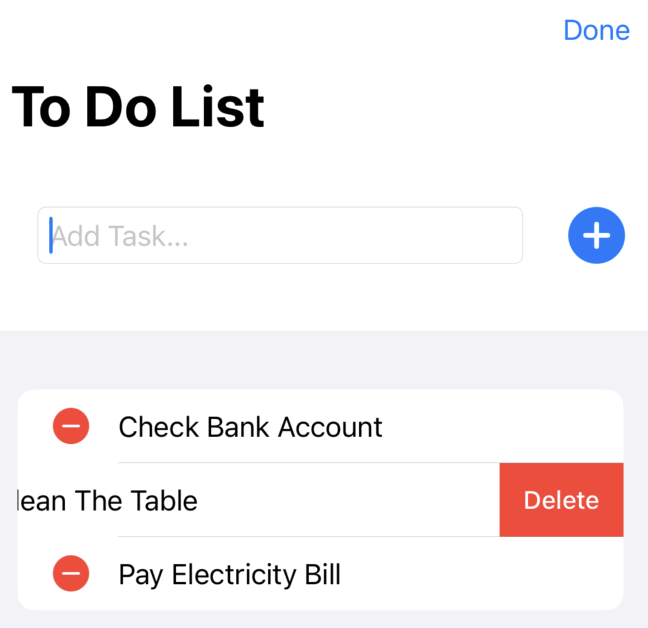 Done
To Do List
Add Task...
Check Bank Account
lean The Table
Delete
Pay Electricity Bill